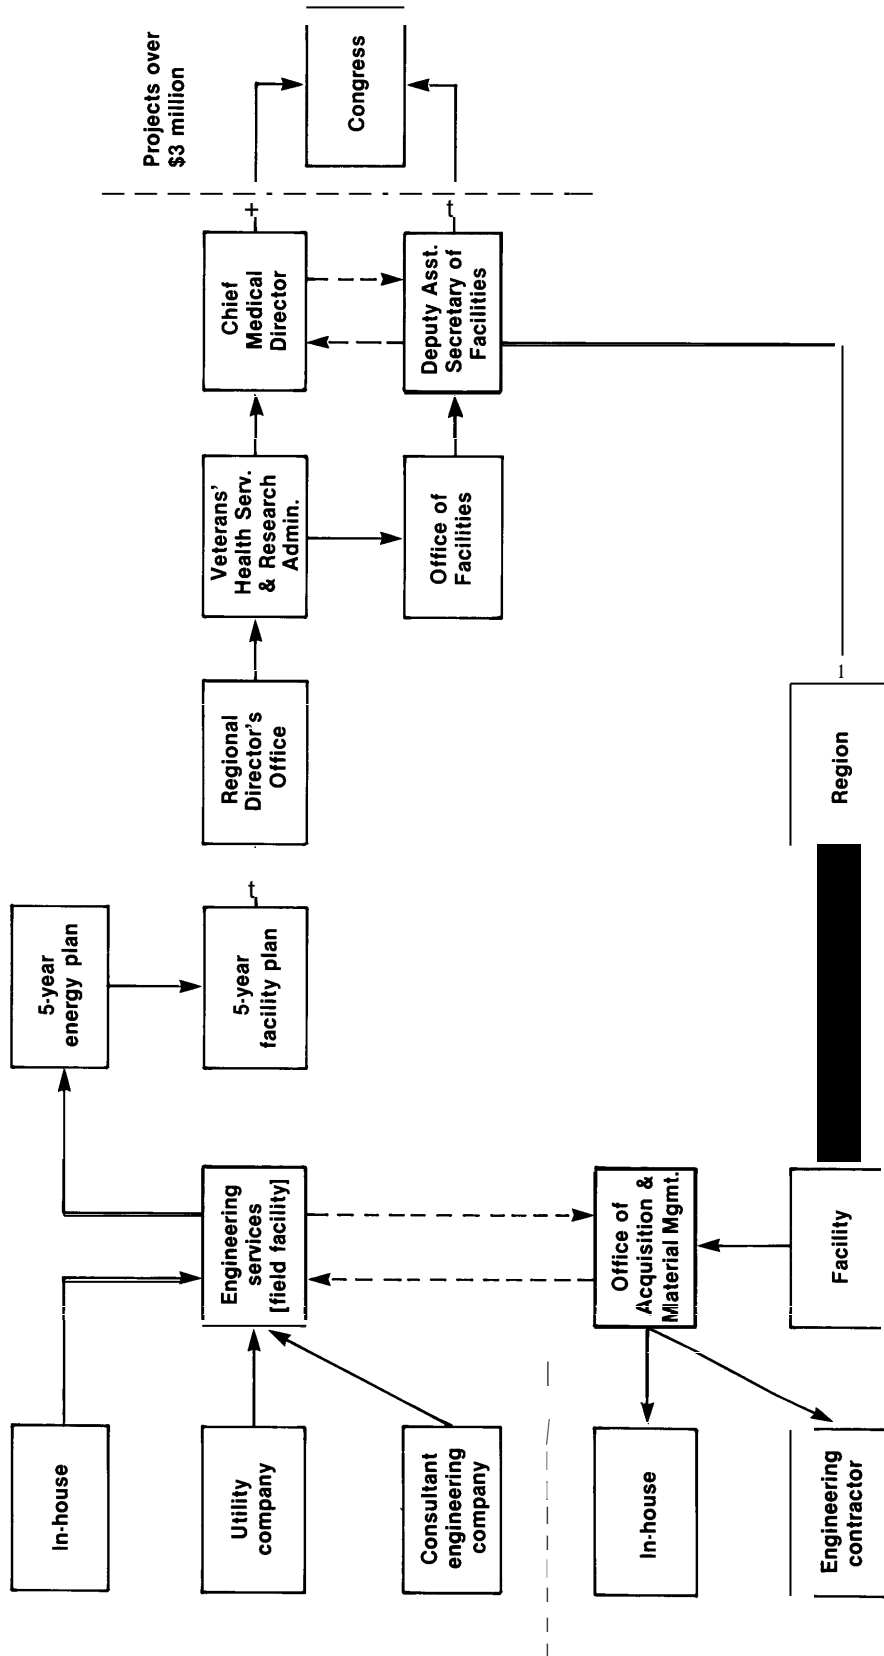 In-house
Utility
company
Consultant
engineering
company
Engineering
services
[field facility]
5-year
energy plan
5-year
facility plan
t
Regional
Director's
Office
Veterans'
Health Serv.
& Research
Admin.
Office of
Facilities
Chief
Medical
Director
+
Deputy Asst.
Secretary of
Facilities
t
Projects over
$3 million
Congress
In-house
Engineering
contractor
Office of
Acquisition &
Material Mgmt.
Facility
Region
1